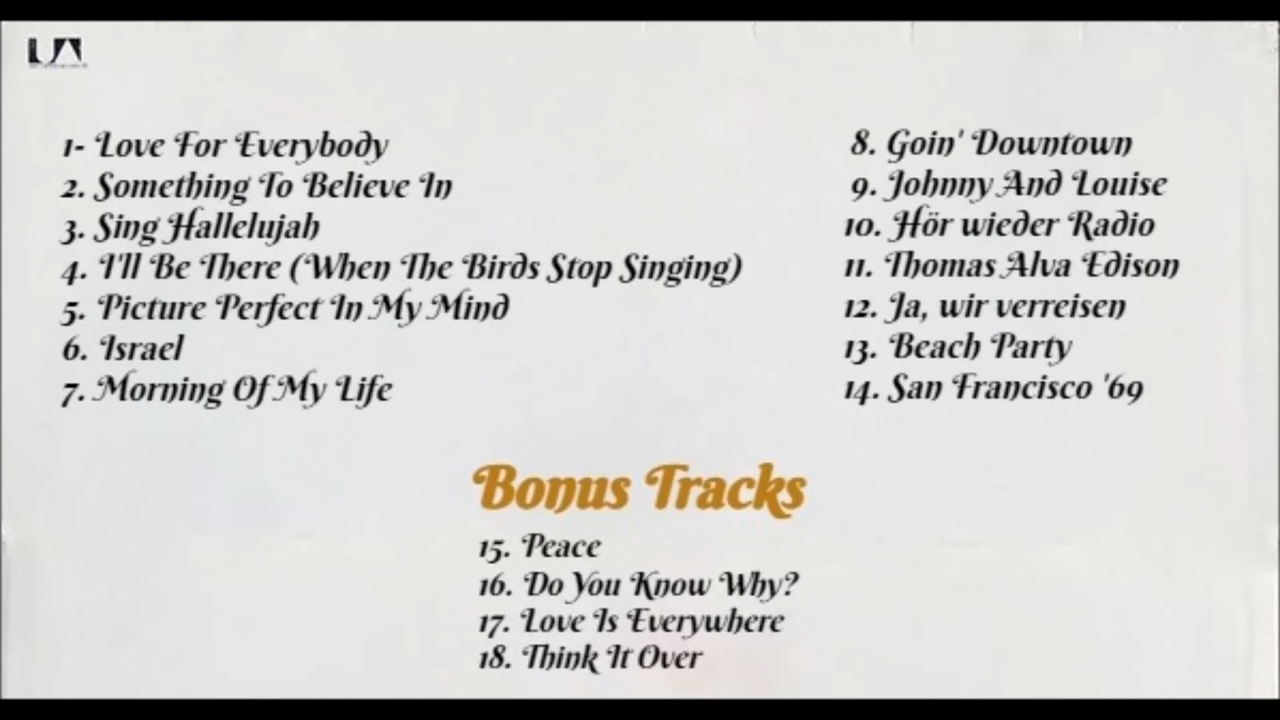 UA
1- Love For Everybody
2. Something To Believe In
3. Sing Hallelujah
4. I'll Be There (When The Birds Stop Singing)
5. Picture Perfect In My Mind
6. Israel
7. Morning Of My Life
8. Goin' Downtown
9. Johnny And Louise
10. Hör wieder Radio
11. Thomas Alva Edison
12. Ja, wir verreisen
13. Beach Party
14. San Francisco '69
Bonus Tracks
15. Peace
16. Do You Know Why?
17. Love Is Everywhere
18. Think It Over